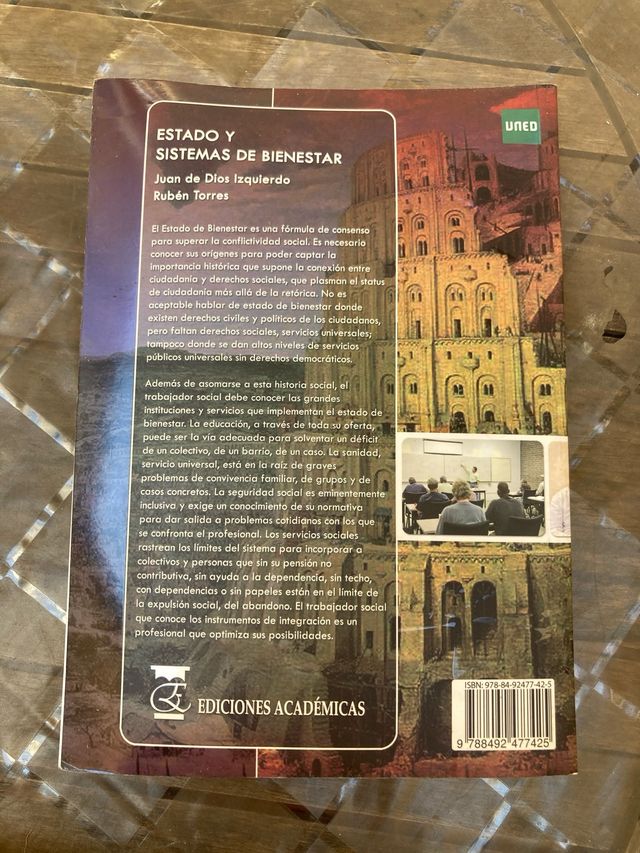 UNED
ESTADO Y
SISTEMAS DE BIENESTAR
Juan de Dios Izquierdo
Rubén Torres
El Estado de Bienestar es una fórmula de consenso
para superar la conflictividad social. Es necesario
conocer sus orígenes para poder captar la
importancia histórica que supone la conexión entre
ciudadanía y derechos sociales, que plasman el status
de ciudadanía más allá de la retórica. No es
aceptable hablar de estado de bienestar donde
existen derechos civiles y políticos de los ciudadanos,
pero faltan derechos sociales, servicios universales;
tampoco donde se dan altos niveles de servicios
públicos universales sin derechos democráticos.
Además de asomarse a esta historia social, el
trabajador social debe conocer las grandes
instituciones y servicios que implementan el estado de
bienestar. La educación, a través de toda su oferta,
puede ser la vía adecuada para solventar un déficit
de un colectivo, de un barrio, de un caso. La sanidad,
servicio universal, está en la raíz de graves
problemas de convivencia familiar, de grupos y de
casos concretos. La seguridad social es eminentemente
inclusiva y exige un conocimiento de su normativa
para dar salida a problemas cotidianos con los que
se confronta el profesional. Los servicios sociales
rastrean los límites del sistema para incorporar a
colectivos y personas que sin su pensión no
contributiva, sin ayuda a la dependencia, sin techo,
con dependencias o sin papeles están en el límite de
la expulsión social, del abandono. El trabajador social
que conoce los instrumentos de integración es un
profesional que optimiza sus posibilidades.
EDICIONES ACADÉMICAS
ISBN: 978-84-92477-42-5
9 788492 477425